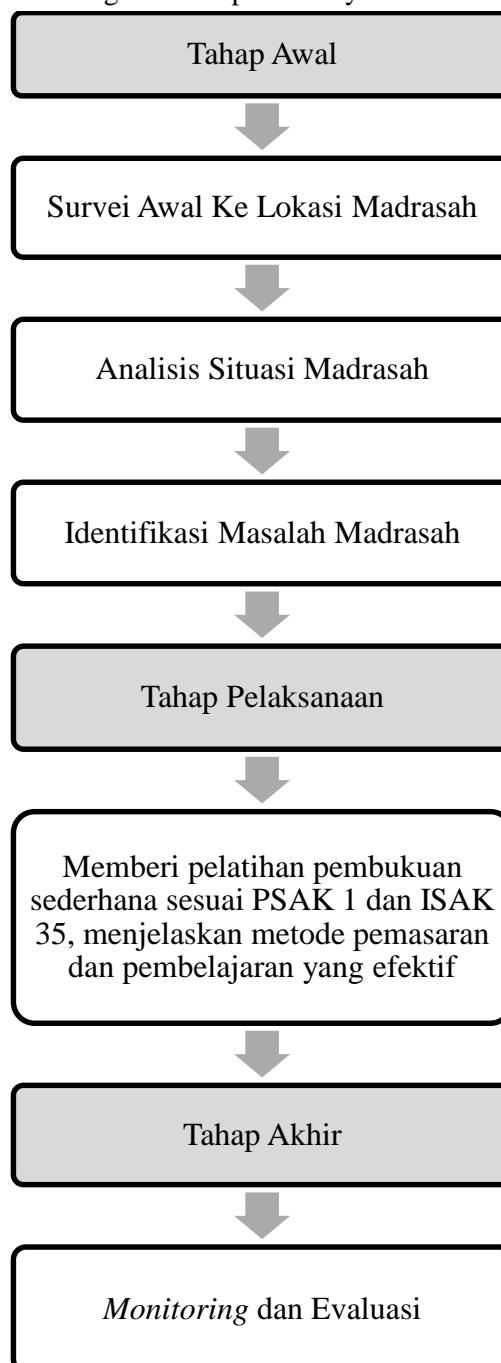 Tahap Awal
Survei Awal Ke Lokasi Madrasah
Analisis Situasi Madrasah
Identifikasi Masalah Madrasah
Tahap Pelaksanaan
Memberi pelatihan pembukuan
sederhana sesuai PSAK 1 dan ISAK
35, menjelaskan metode pemasaran
dan pembelajaran yang efektif
Tahap Akhir
Monitoring dan Evaluasi